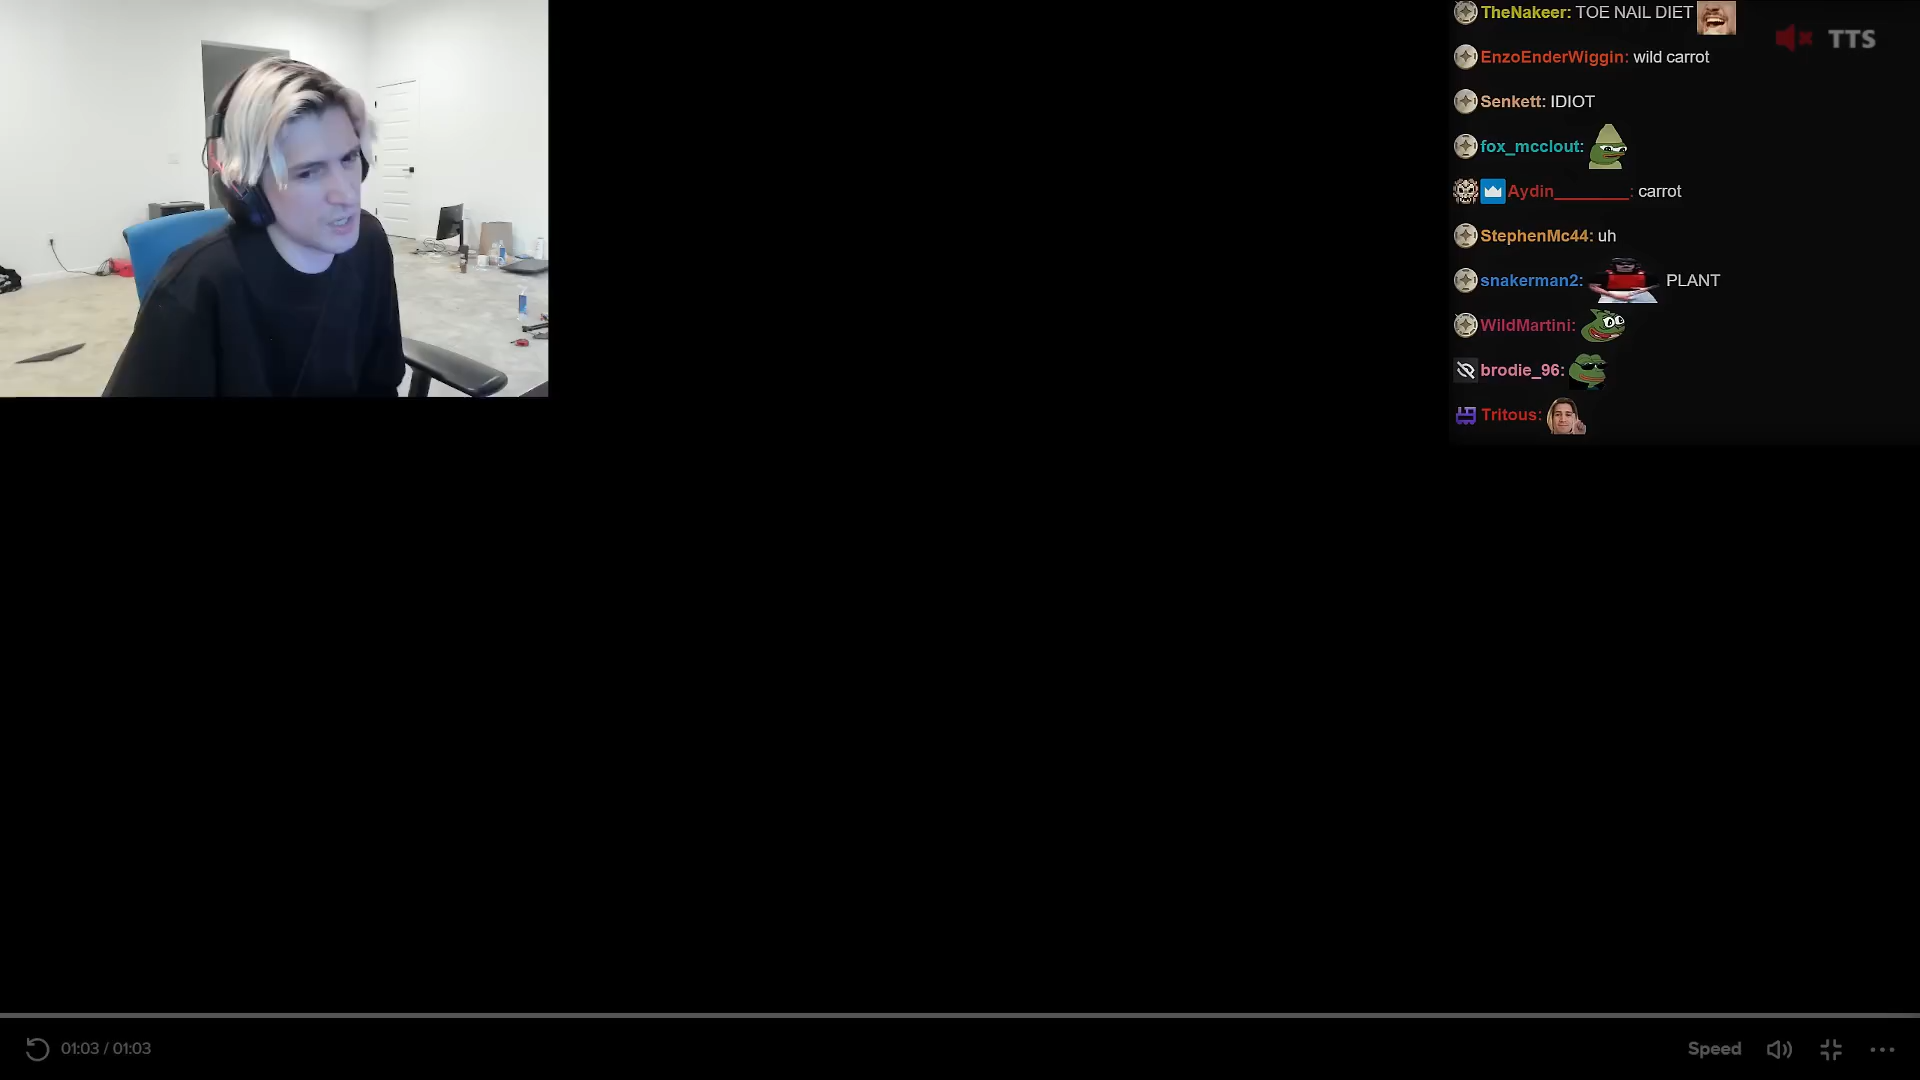 TheNakeer: TOE NAIL DIET
TTS
EnzoEnderWiggin: wild carrot
Senkett: IDIOT
fox_mcclout:
Aydin________: carrot
StephenMc44: uh
snakerman2: PLANT
WildMartini:
brodie_96:
Tritous:
01:03 / 01:03
Speed